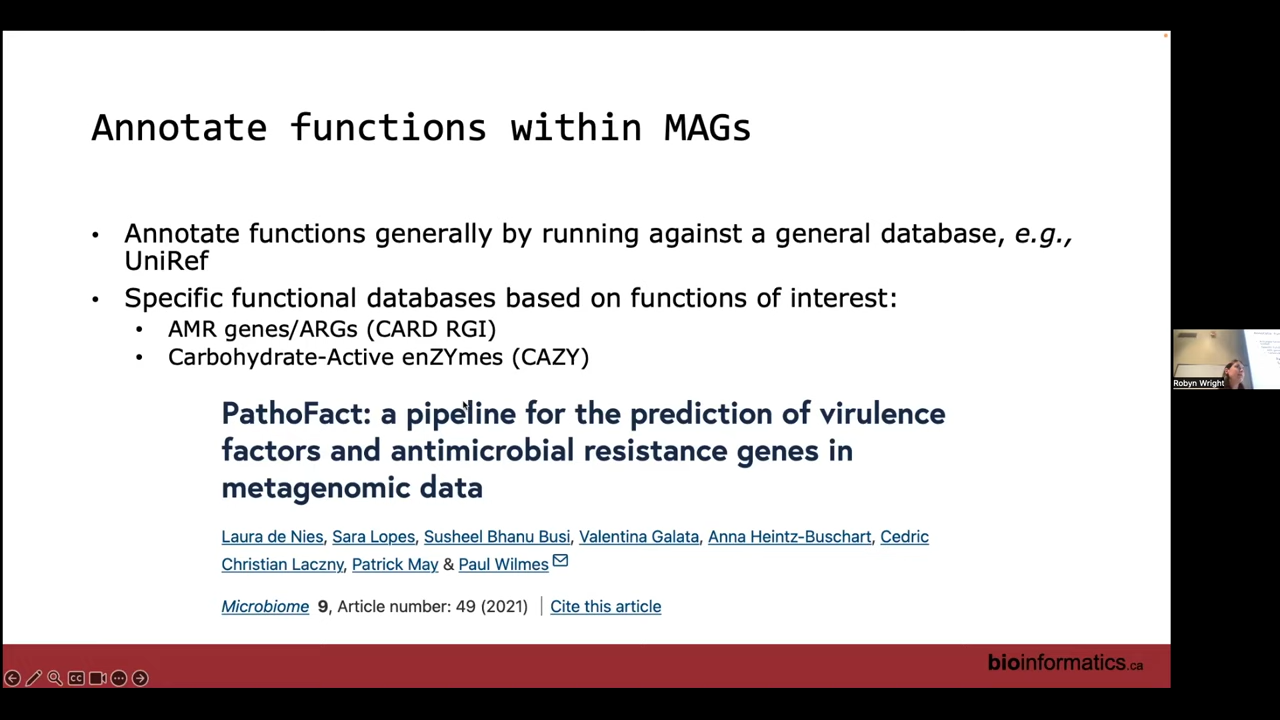 Annotate functions within MAGs
• Annotate functions generally by running against a general database, e.g.,
UniRef
• Specific functional databases based on functions of interest:
• AMR genes/ARGs (CARD RGI)
• Carbohydrate-Active enZYmes (CAZY)
PathoFact: a pipeline for the prediction of virulence
factors and antimicrobial resistance genes in
metagenomic data
Laura de Nies, Sara Lopes, Susheel Bhanu Busi, Valentina Galata, Anna Heintz-Buschart, Cedric
Christian Laczny, Patrick May & Paul Wilmes
Microbiome 9, Article number: 49 (2021) | Cite this article
Robyn Wright
CC
bioinformatics.ca